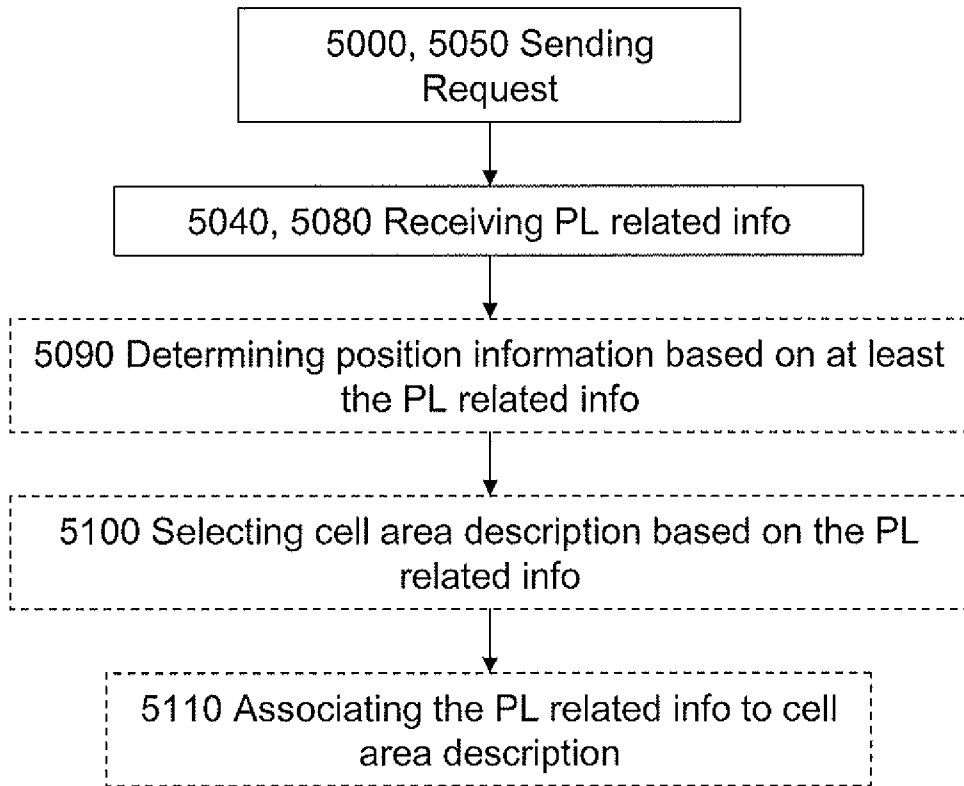 5000, 5050 Sending
Request
5040, 5080 Receiving PL related info
5090 Determining position information based on at least
the PL related info
5100 Selecting cell area description based on the PL
related info
5110 Associating the PL related info to cell
area description